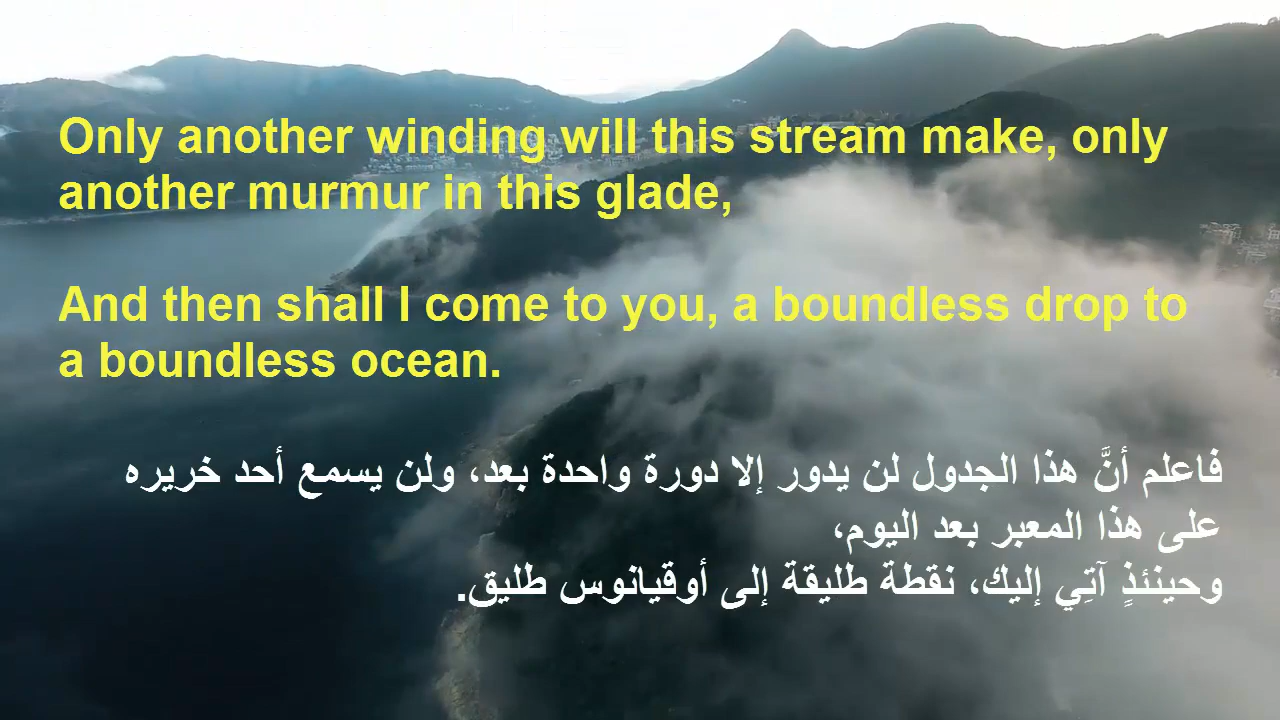 Only another winding will this stream make, only
another murmur in this glade,
And then shall I come to you, a boundless drop to
a boundless ocean.
فاعلم أنَّ هذا الجدول لن يدور إلا دورة واحدة بعد، ولن يسمع أحد خريره
على هذا المعبر بعد اليوم،
وحينئذٍ آتِي إليك، نقطة طليقة إلى أوقيانوس طليق.